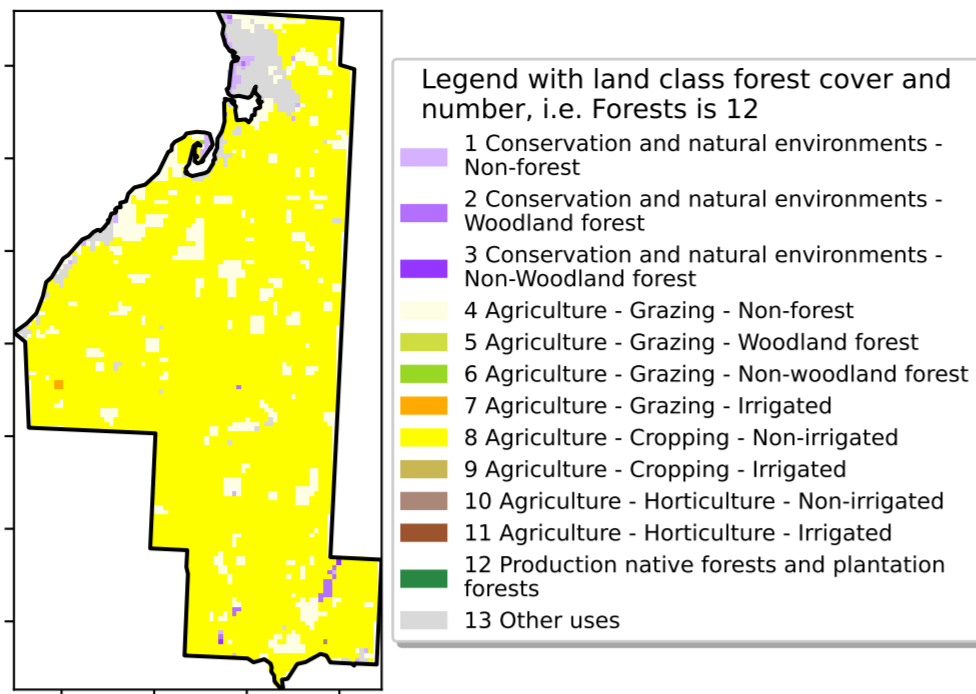 Legend with land class forest cover and
number, i.e. Forests is 12
1 Conservation and natural environments -
Non-forest
2 Conservation and natural environments -
Woodland forest
3 Conservation and natural environments -
Non-Woodland forest
4 Agriculture - Grazing - Non-forest
5 Agriculture - Grazing - Woodland forest
6 Agriculture - Grazing - Non-woodland forest
7 Agriculture - Grazing - Irrigated
8 Agriculture - Cropping - Non-irrigated
9 Agriculture - Cropping - Irrigated
10 Agriculture - Horticulture - Non-irrigated
11 Agriculture - Horticulture - Irrigated
12 Production native forests and plantation
forests
13 Other uses